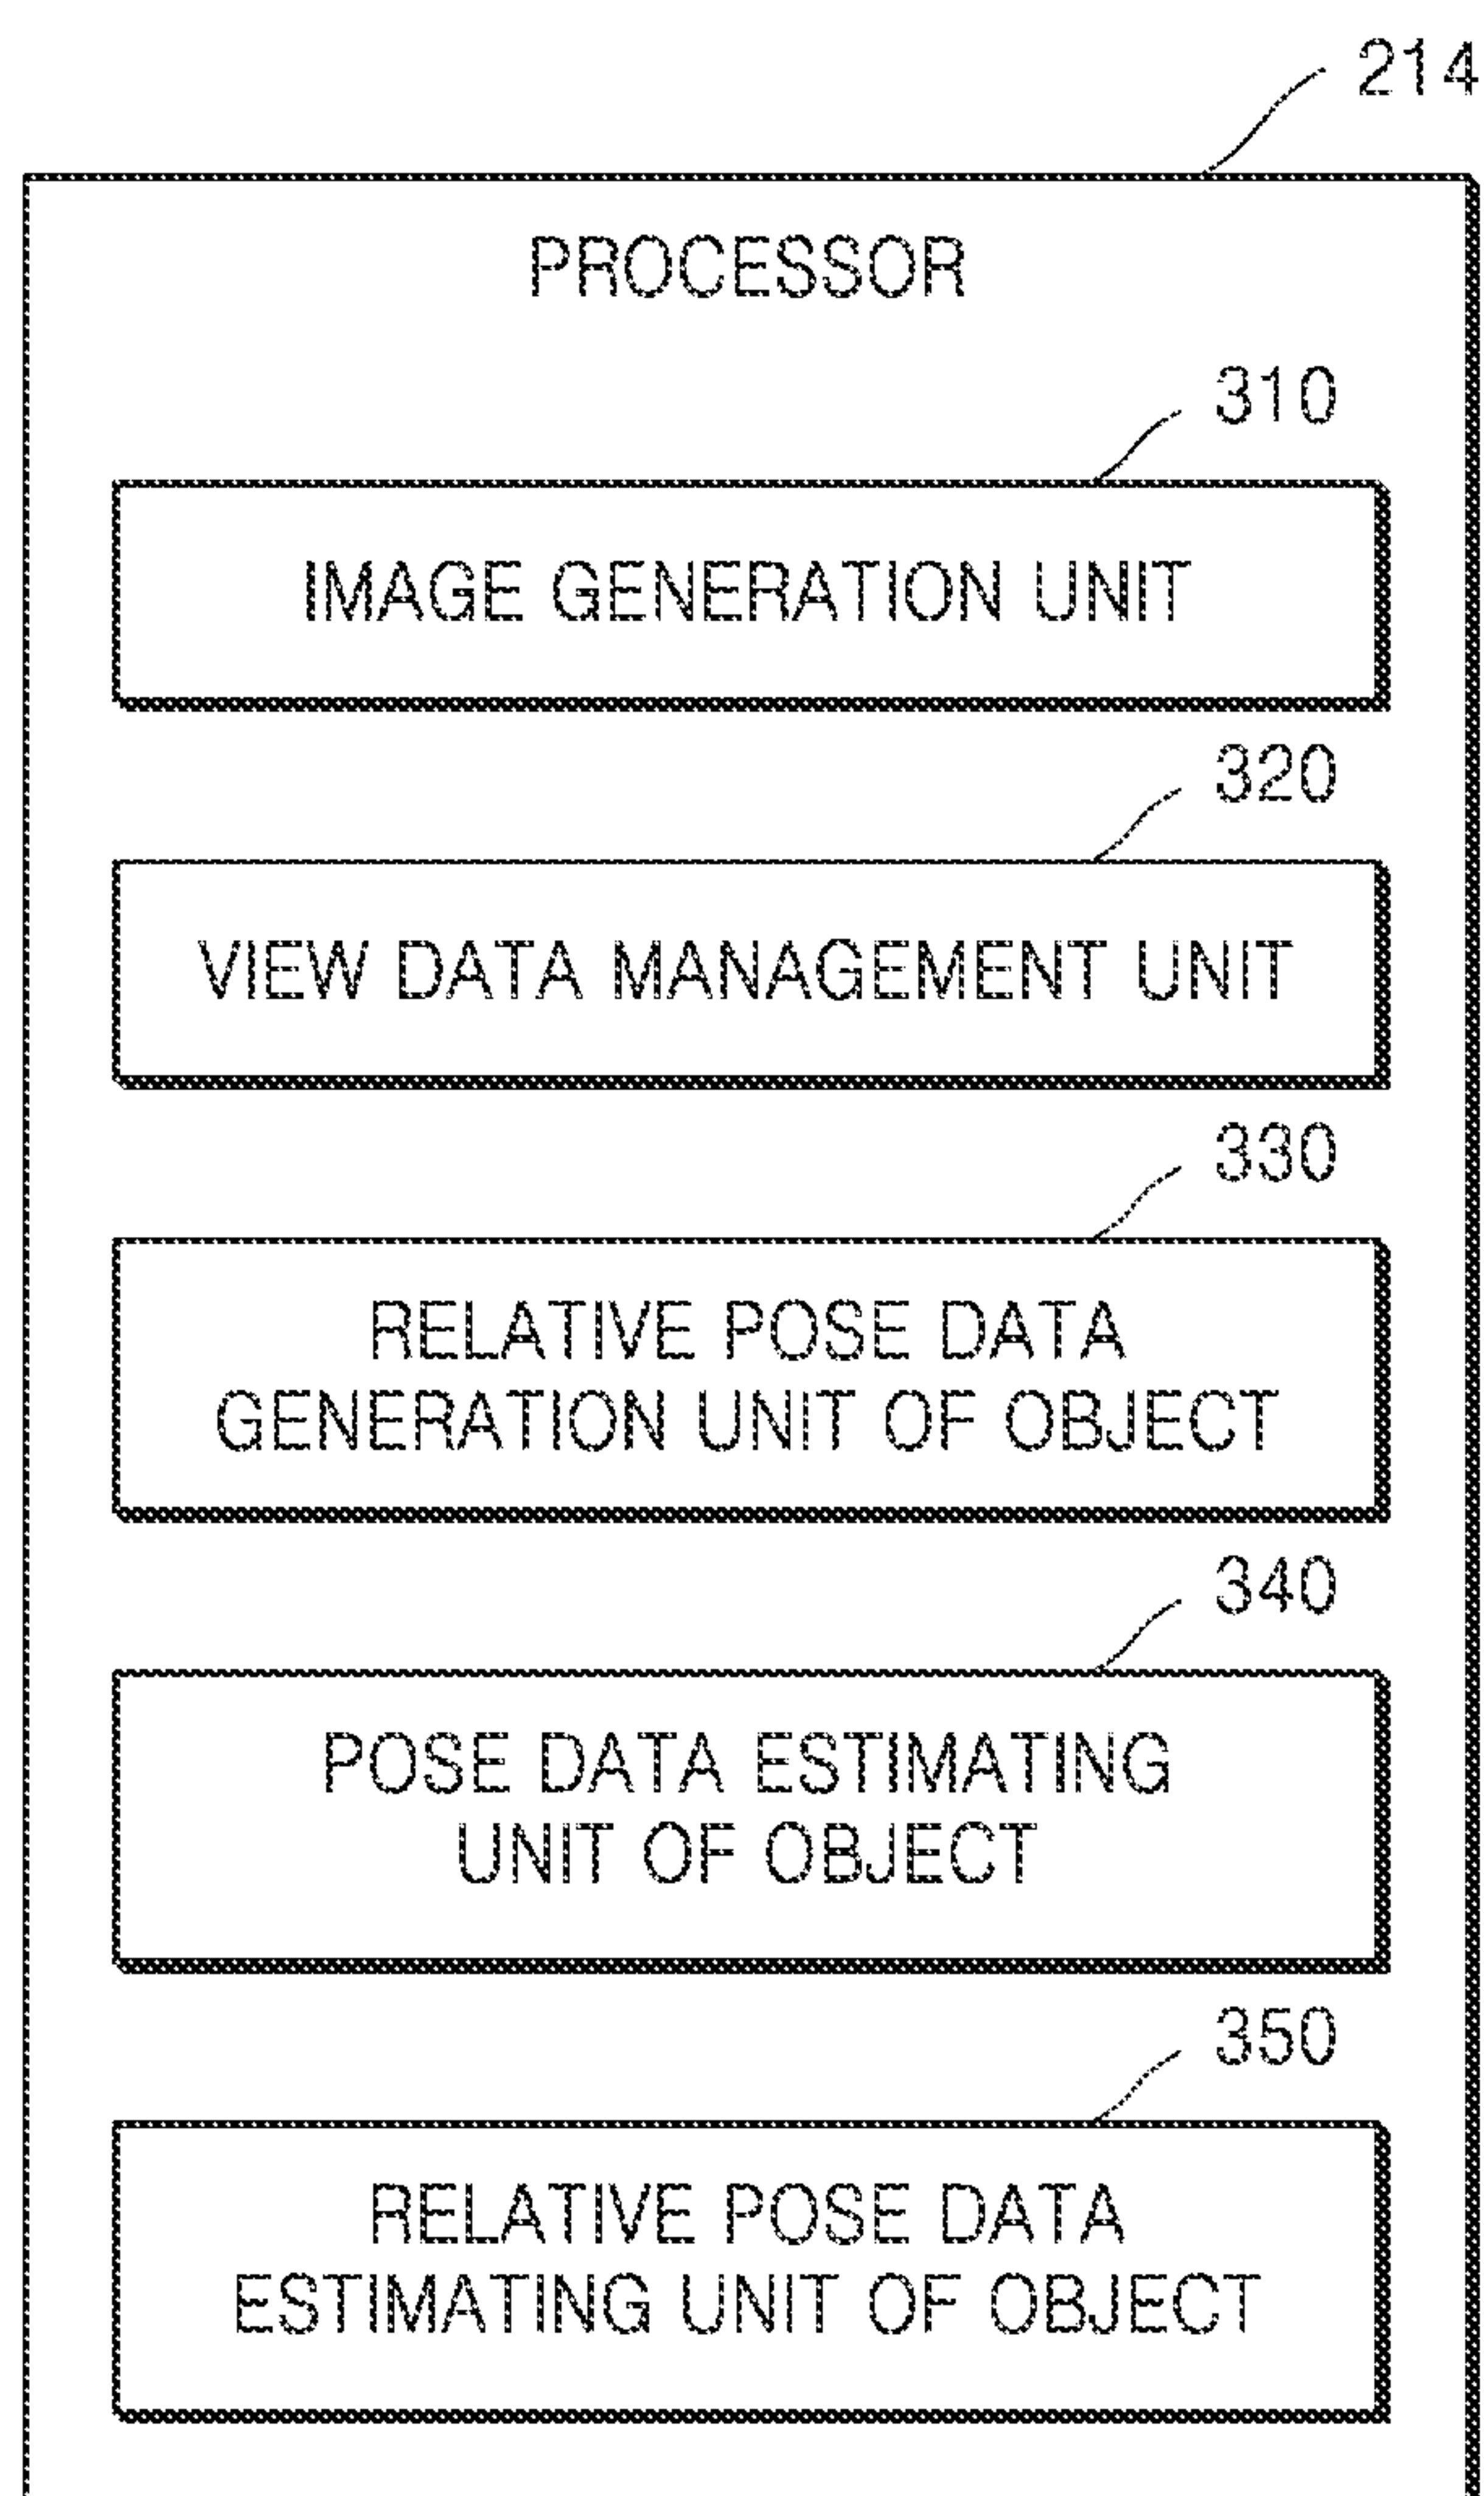 214
PROCESSOR
310
IMAGE GENERATION UNIT
320
VIEW DATA MANAGEMENT UNIT
330
RELATIVE POSE DATA
GENERATION UNIT OF OBJECT
340
POSE DATA ESTIMATING
UNIT OF OBJECT
350
RELATIVE POSE DATA
ESTIMATING UNIT OF OBJECT